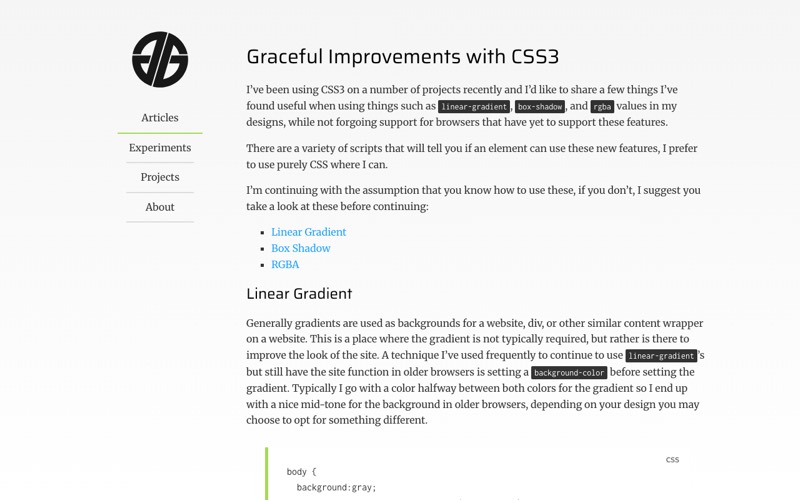 Articles
Experiments
Projects
About
Graceful Improvements with CSS3
I've been using CSS3 on a number of projects recently and I'd like to share a few things I've
found useful when using things such as linear-gradient, box-shadow, and rgba values in my
designs, while not forgoing support for browsers that have yet to support these features.
There are a variety of scripts that will tell you if an element can use these new features, I prefer
to use purely CSS where I can.
I'm continuing with the assumption that you know how to use these, if you don't, I suggest you
take a look at these before continuing:
Linear Gradient
Box Shadow
RGBA
Linear Gradient
Generally gradients are used as backgrounds for a website, div, or other similar content wrapper
on a website. This is a place where the gradient is not typically required, but rather is there to
improve the look of the site. A technique I've used frequently to continue to use linear-gradient's
but still have the site function in older browsers is setting a background-color before setting the
gradient. Typically I go with a color halfway between both colors for the gradient so I end up
with a nice mid-tone for the background in older browsers, depending on your design you may
choose to opt for something different.
CSS
body {
background:gray;